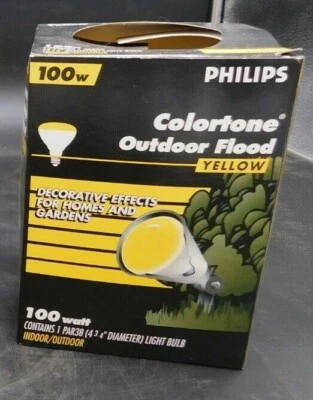 100w
PHILIPS
Colortone®
Outdoor Flood
YELLOW
DECORATIVE EFFECTS
FOR HOMES AND
GARDENS
100 watt
CONTAINS 1 PAR38 (4 3/4" DIAMETER) LIGHT BULB
INDOOR/OUTDOOR